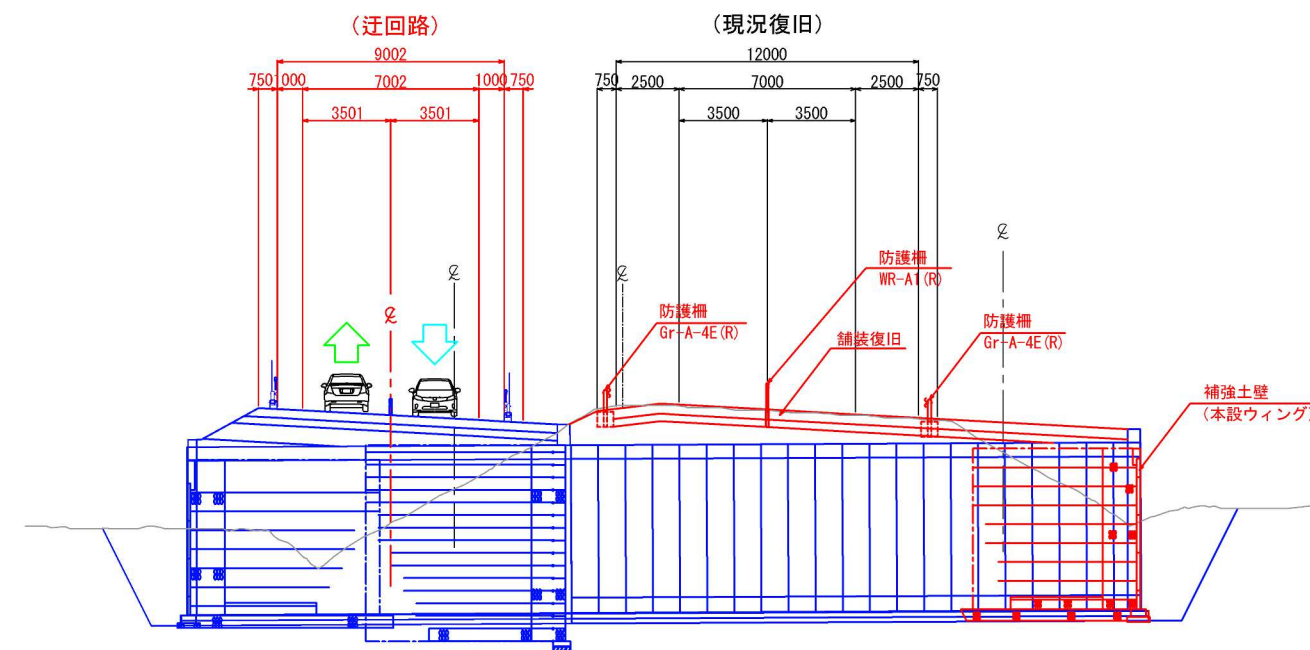 (迂回路)
(現況復旧)
9002
12000
750
1000
7002
1000
750
750
2500
7000
2500
750
3501
3501
3500
3500
℄
℄
℄
℄
防護柵
WR-A1(R)
防護柵
Gr-A-4E(R)
舗装復旧
防護柵
Gr-A-4E(R)
補強土壁
(本設ウィング